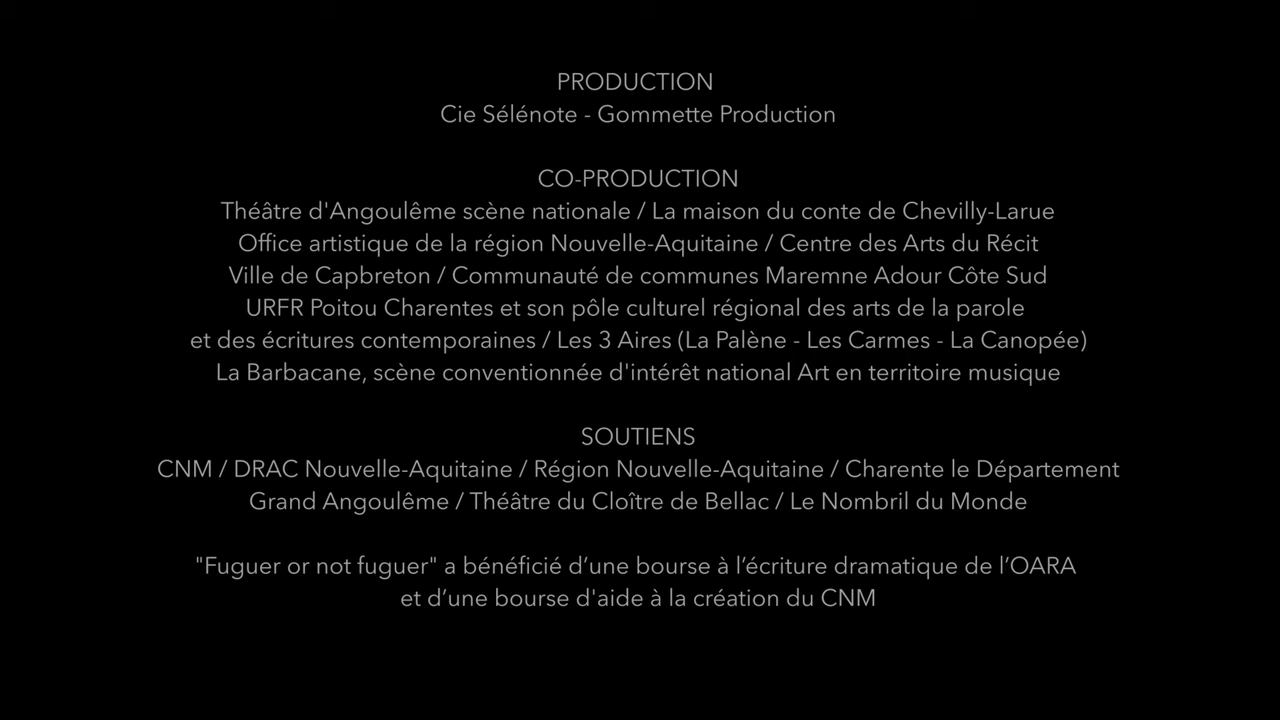 PRODUCTION
Cie Sélénote - Gommette Production
CO-PRODUCTION
Théâtre d'Angoulême scène nationale / La maison du conte de Chevilly-Larue
Office artistique de la région Nouvelle-Aquitaine / Centre des Arts du Récit
Ville de Capbreton / Communauté de communes Maremne Adour Côte Sud
URFR Poitou Charentes et son pôle culturel régional des arts de la parole
et des écritures contemporaines / Les 3 Aires (La Palène - Les Carmes - La Canopée)
La Barbacane, scène conventionnée d'intérêt national Art en territoire musique
SOUTIENS
CNM / DRAC Nouvelle-Aquitaine / Région Nouvelle-Aquitaine / Charente le Département
Grand Angoulême / Théâtre du Cloître de Bellac / Le Nombril du Monde
"Fuguer or not fuguer" a bénéficié d’une bourse à l’écriture dramatique de l’OARA
et d’une bourse d'aide à la création du CNM